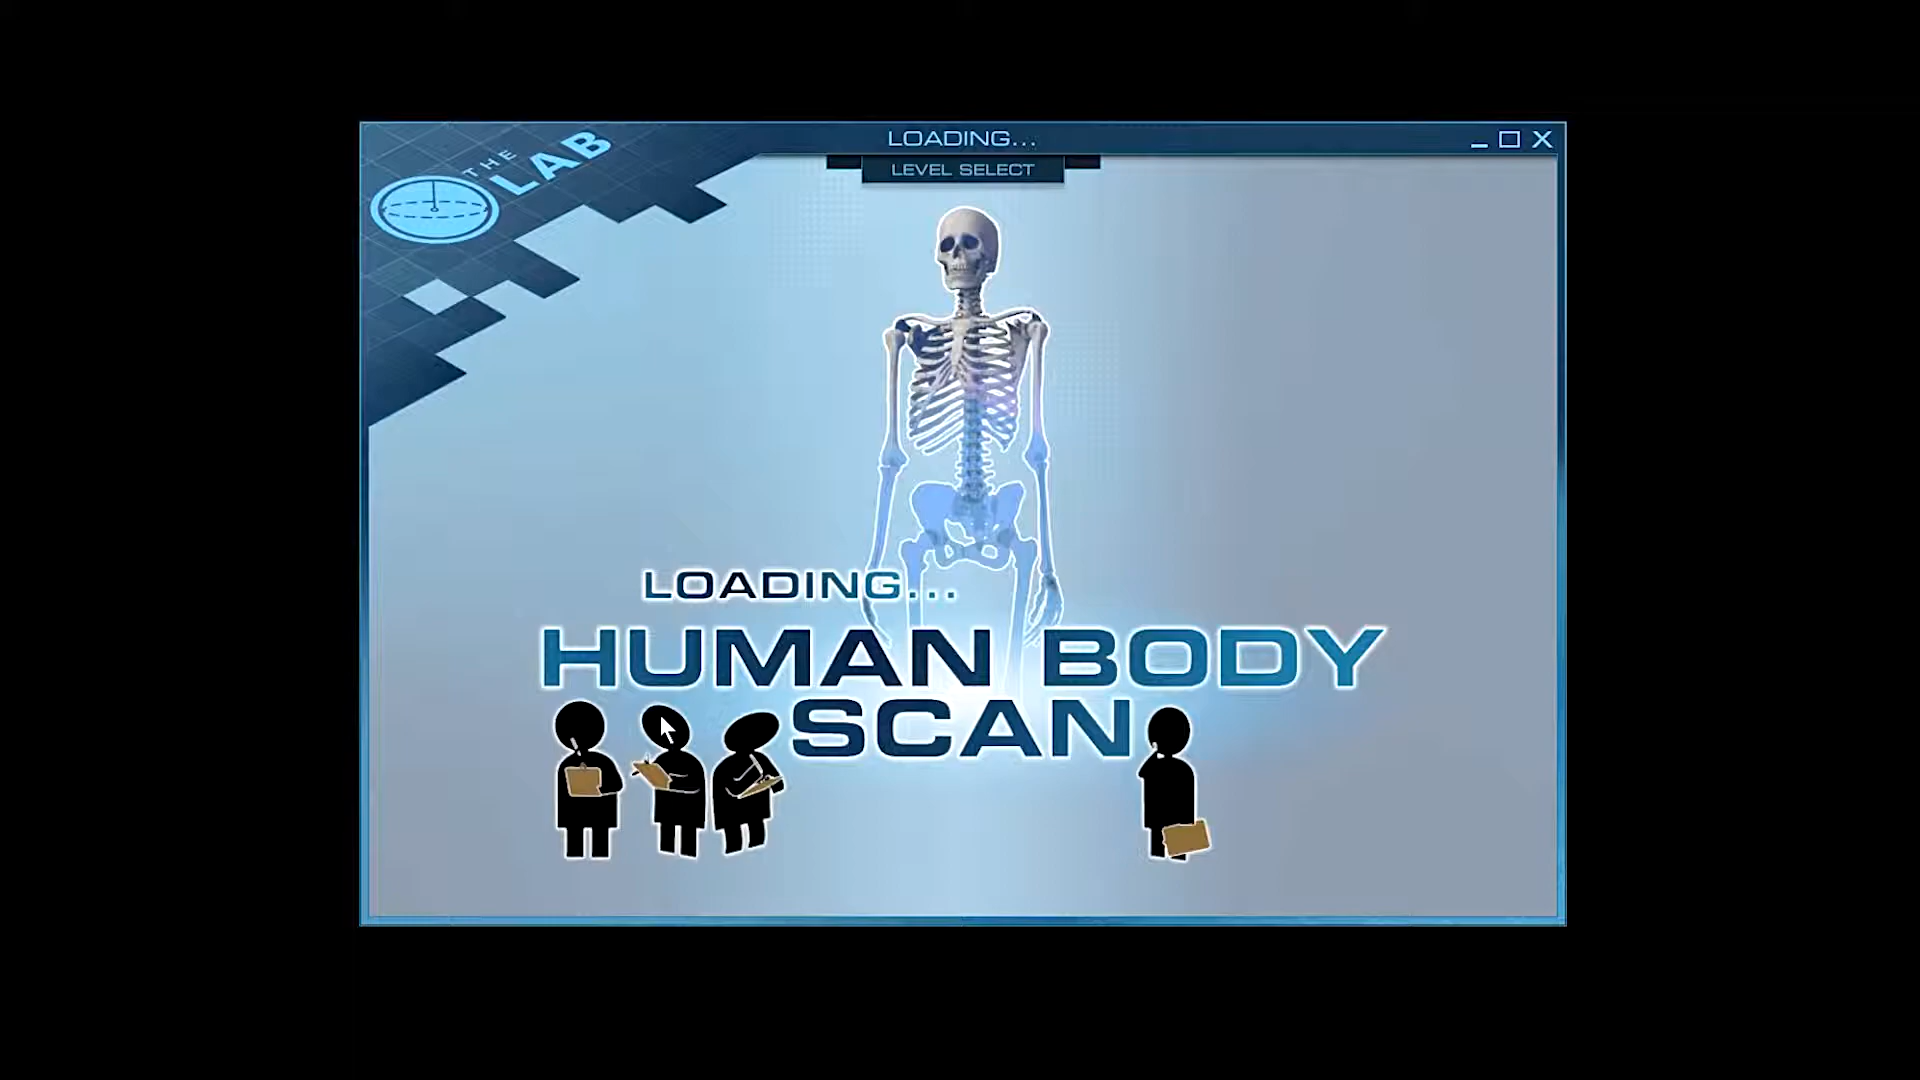 THE
LAB
LOADING...
LEVEL SELECT
LOADING...
HUMAN BODY
SCAN